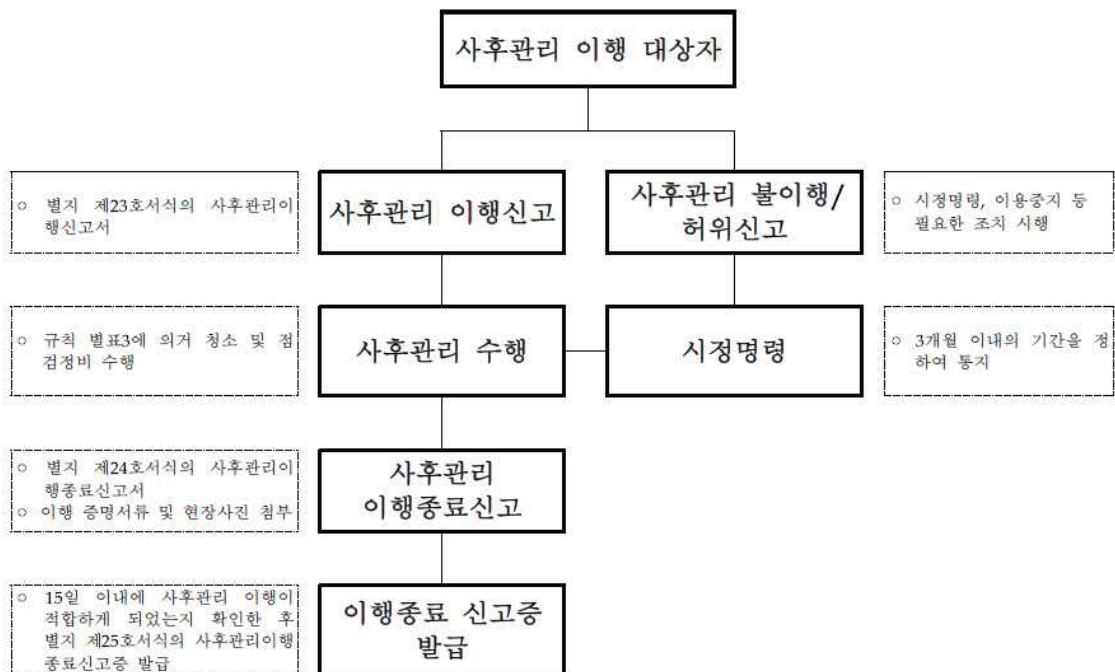 사후관리 이행 대상자
○ 별지 제23호서식의 사후관리이
행신고서
사후관리 이행신고
사후관리 불이행/
허위신고
○ 시정명령, 이용중지 등
필요한 조치 시행
○ 규칙 별표3에 의거 청소 및 점
검정비 수행
사후관리 수행
시정명령
○ 3개월 이내의 기간을 정
하여 통지
○ 별지 제24호서식의 사후관리이
행종료신고서
○ 이행 증명서류 및 현장사진 첨부
사후관리
이행종료신고
○ 15일 이내에 사후관리 이행이
적합하게 되었는지 확인한 후
별지 제25호서식의 사후관리이행
종료신고증 발급
이행종료 신고증
발급